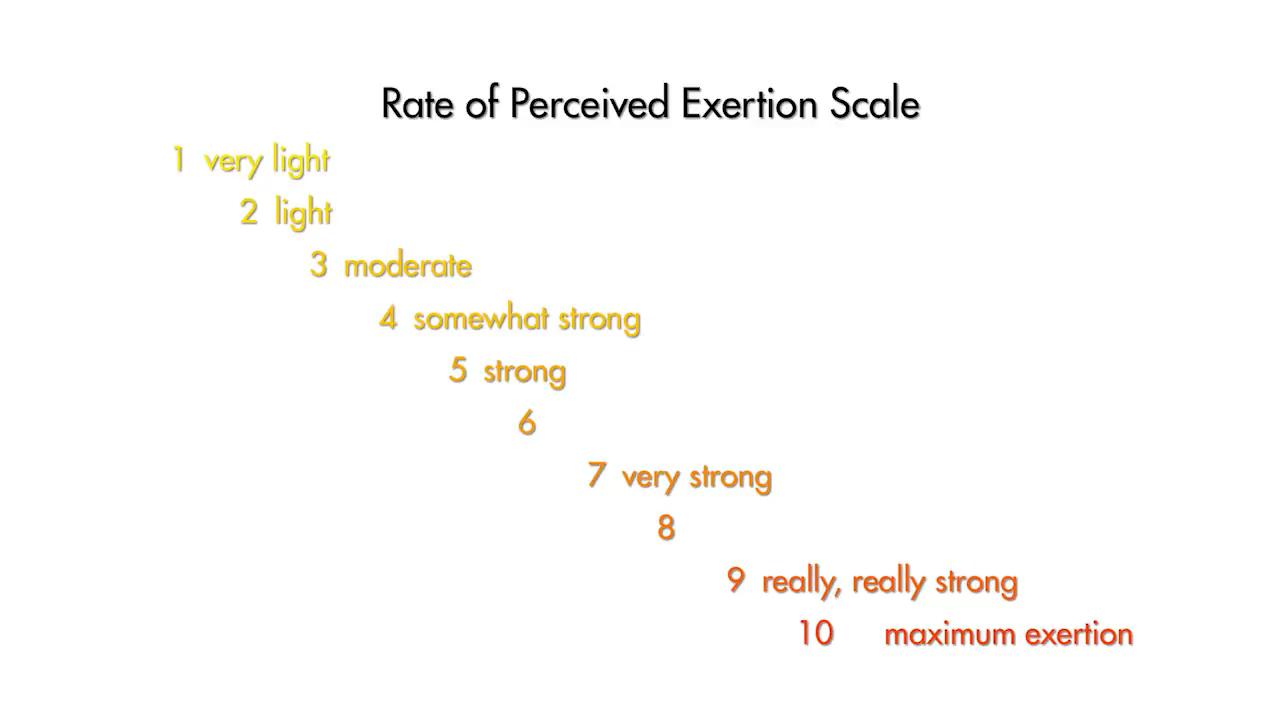 Rate of Perceived Exertion Scale
1 very light
2 light
3 moderate
4 somewhat strong
5 strong
6
7 very strong
8
9 really, really strong
10 maximum exertion